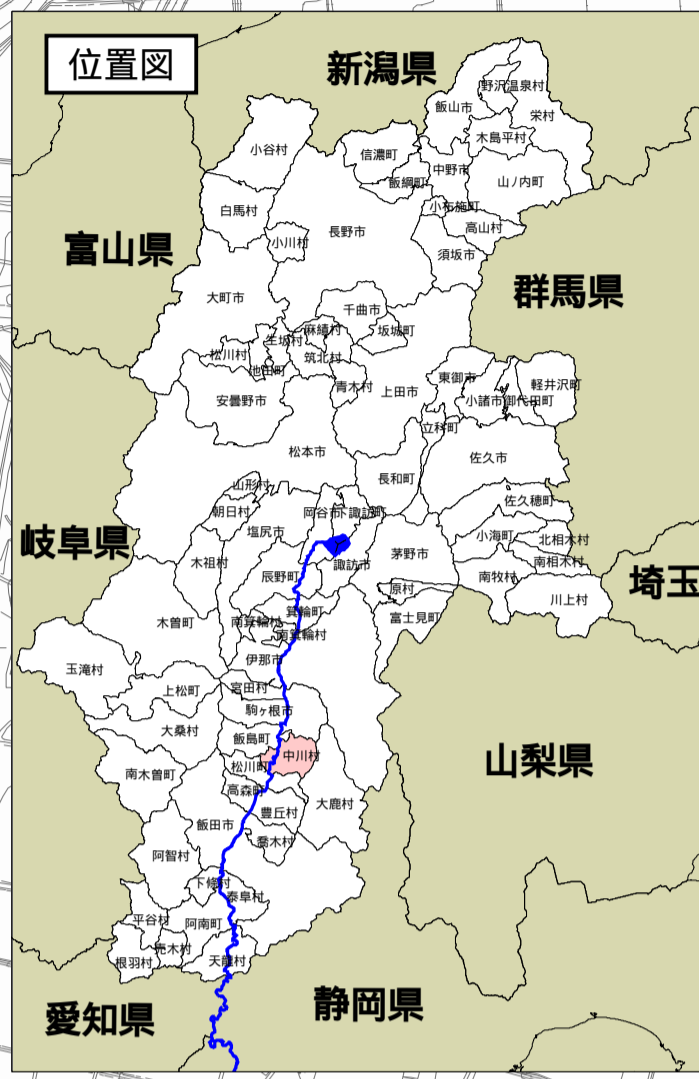 位置図
新潟県
野沢温泉村
飯山市
栄村
木島平村
小谷村
信濃町
中野市
飯綱町
山ノ内町
白馬村
小布施町
高山村
長野市
小川村
須坂市
富山県
群馬県
大町市
千曲市
麻績村
坂城町
生坂村
松川村
筑北村
池田町
青木村
東御市
軽井沢町
上田市
安曇野市
小諸市
御代田町
立科町
松本市
佐久市
長和町
山形村
佐久穂町
朝日村
岡谷市
下諏訪町
塩尻市
小海町
北相木村
岐阜県
茅野市
木祖村
諏訪市
南相木村
辰野町
南牧村
埼玉
原村
川上村
箕輪町
富士見町
木曽町
南箕輪村
南箕輪村
伊那市
玉滝村
宮田村
上松町
駒ヶ根市
大桑村
飯島町
中川村
山梨県
松川町
南木曽町
高森町
大鹿村
豊丘村
飯田市
喬木村
阿智村
下條村
泰阜村
平谷村
阿南町
売木村
根羽村
天龍村
静岡県
愛知県